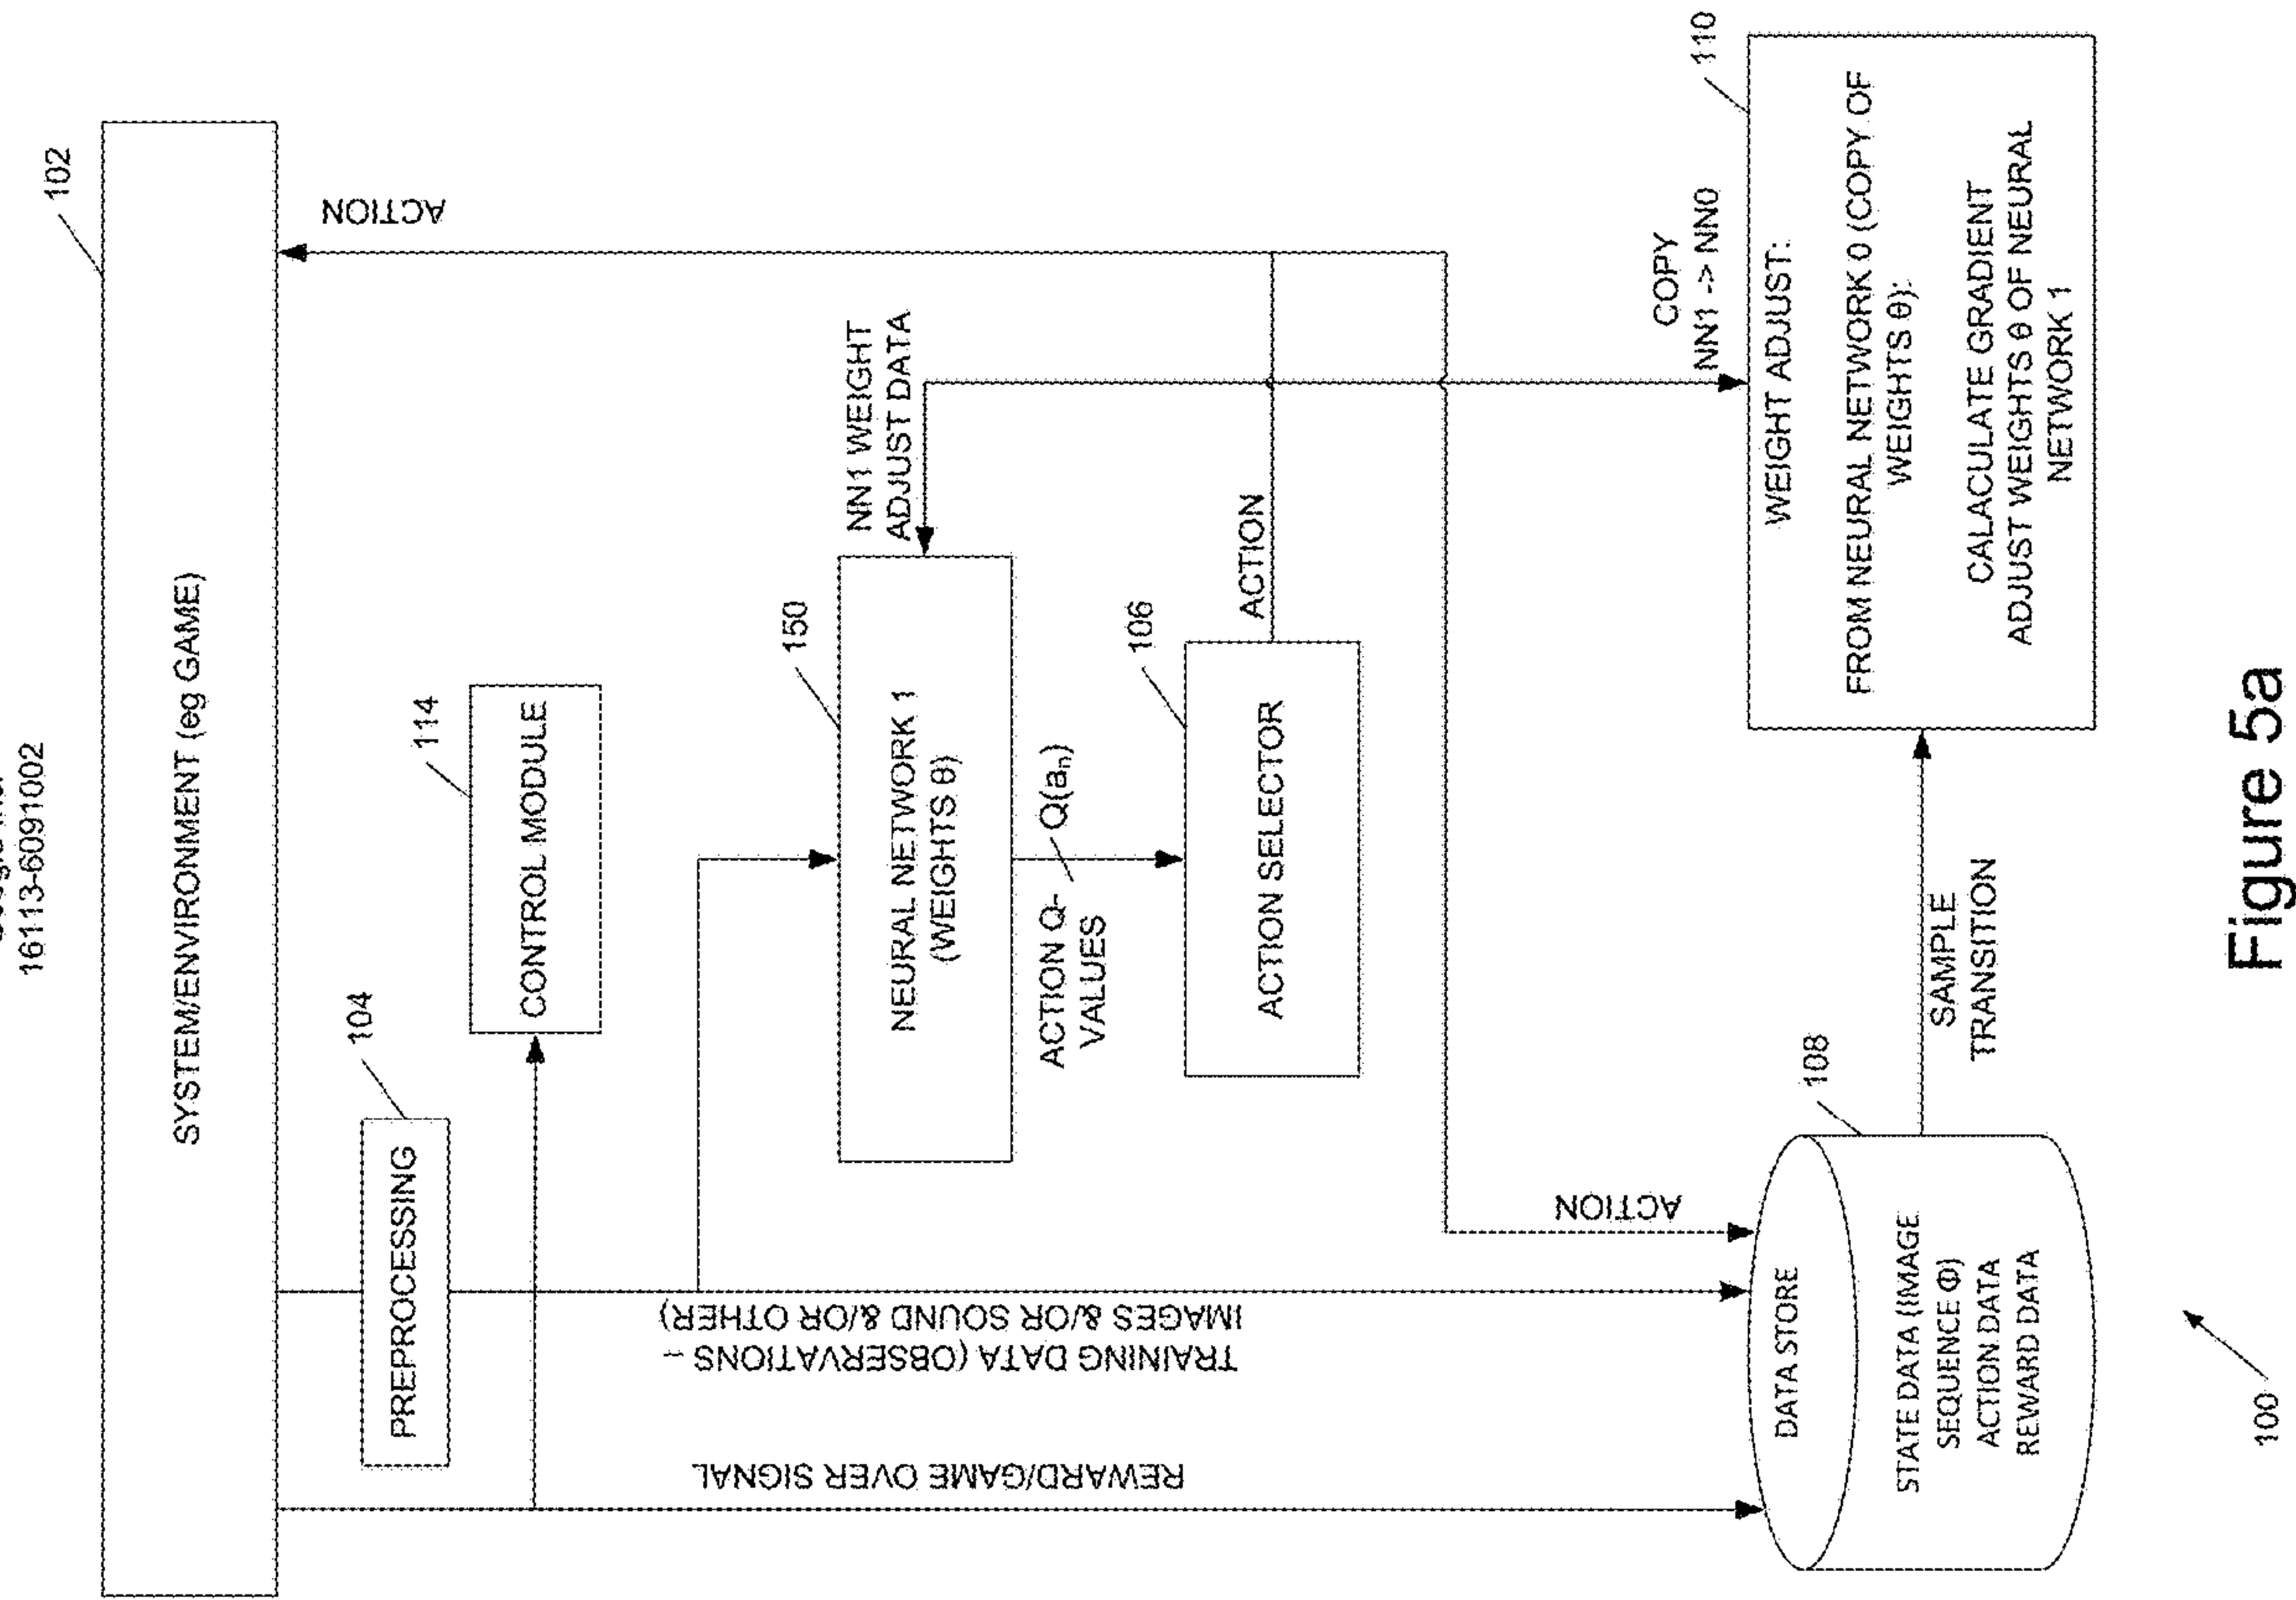 16113-6091002
102
SYSTEM/ENVIRONMENT (eg GAME)
ACTION
104
PREPROCESSING
114
CONTROL MODULE
150
NEURAL NETWORK 1
(WEIGHTS θ)
NN1 WEIGHT
ADJUST DATA
ACTION Q-
VALUES
Q(aₙ)
106
ACTION SELECTOR
ACTION
REWARD/GAME OVER SIGNAL
TRAINING DATA (OBSERVATIONS –
IMAGES &/OR SOUND &/OR OTHER)
ACTION
108
DATA STORE
STATE DATA (IMAGE
SEQUENCE Φ)
ACTION DATA
REWARD DATA
SAMPLE
TRANSITION
COPY
NN1 -> NN0
110
WEIGHT ADJUST:
FROM NEURAL NETWORK 0 (COPY OF
WEIGHTS θ):
CALACULATE GRADIENT
ADJUST WEIGHTS θ OF NEURAL
NETWORK 1
100
Figure 5a